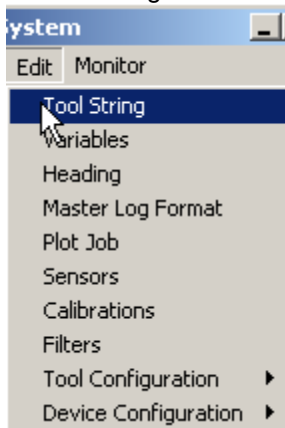 ystem
Edit Monitor
Tool String
Variables
Heading
Master Log Format
Plot Job
Sensors
Calibrations
Filters
Tool Configuration
Device Configuration